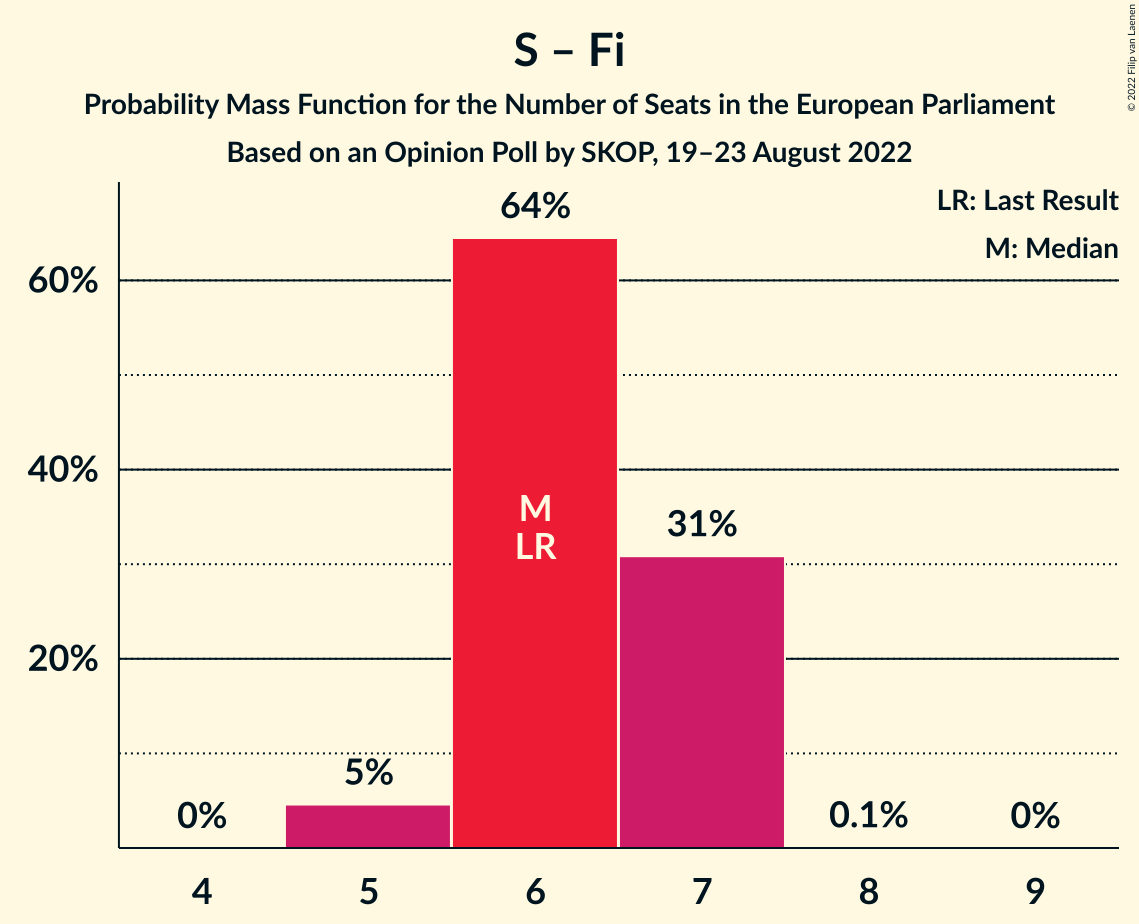 S – Fi
Probability Mass Function for the Number of Seats in the European Parliament
Based on an Opinion Poll by SKOP, 19–23 August 2022
© 2022 Filip van Laenen
LR: Last Result
M: Median
64%
60%
40%
M
LR
31%
20%
5%
0%
0.1%
0%
4 5 6 7 8 9